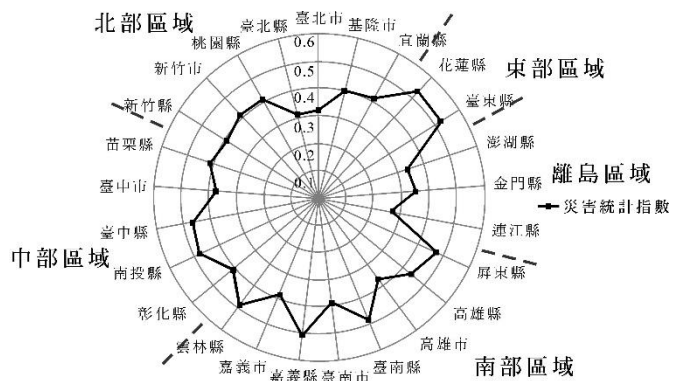 北部區域
臺北市
臺北縣
基隆市
桃園縣
宜蘭縣
0.6
新竹市
花蓮縣
東部區域
0.5
新竹縣
臺東縣
0.4
苗栗縣
澎湖縣
0.3
臺中市
0.2
金門縣
離島區域
0.1
災害統計指數
臺中縣
連江縣
中部區域
南投縣
屏東縣
彰化縣
高雄縣
雲林縣
高雄市
嘉義市
臺南縣
南部區域
嘉義縣
臺南市